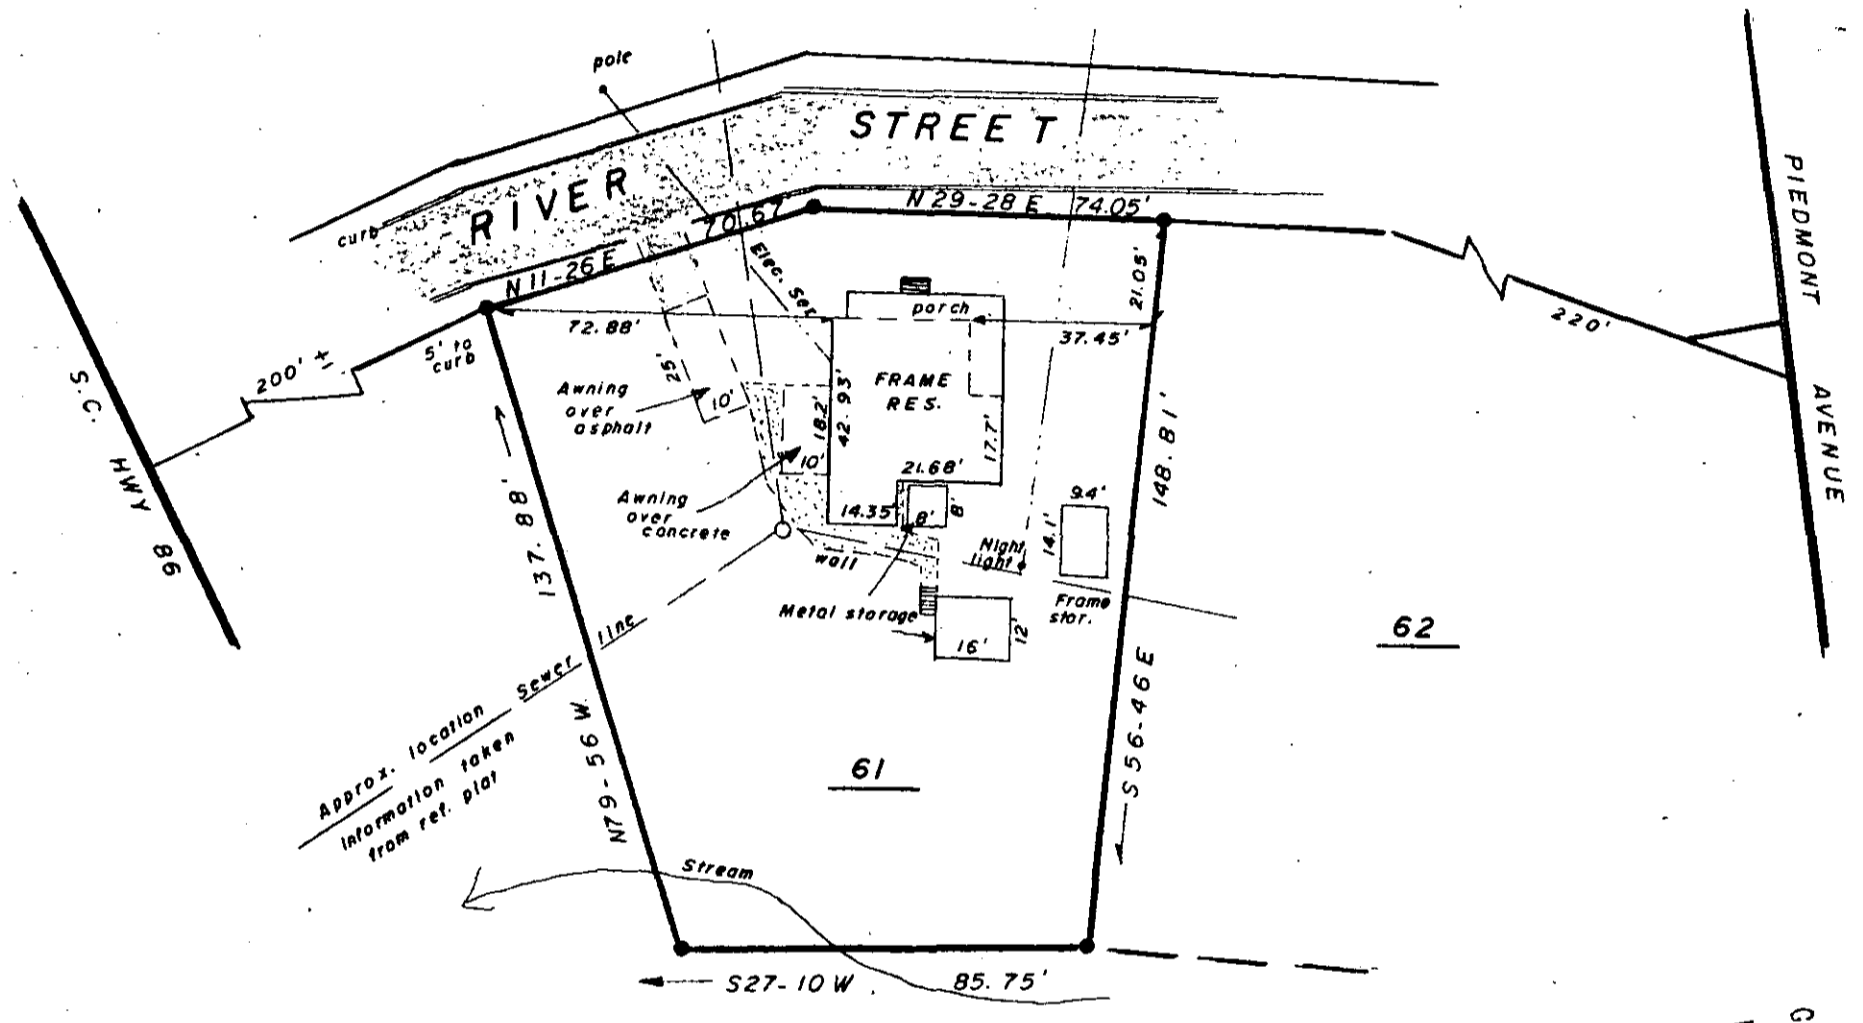 pole
STREET
RIVER
curb
N 29-28 E 74.05'
70.67'
N 11-26 E
Elec. Ser.
21.05'
porch
72.88'
37.45'
5' to
curb
200' ±
220'
PIEDMONT AVENUE
S.C. HWY 86
25'
10'
Awning
over
asphalt
FRAME
RES.
18.2'
42.93'
17.7'
10'
21.68'
148.81'
137.88'
Awning
over
concrete
14.35'
8'
8'
9.4'
14.1'
Night
light
wall
Metal storage
Frame
stor.
16'
12'
62
Approx. location Sewer line
Information taken
from ref. plat
N79-56 W
S 56-46 E
61
Stream
S27-10 W
85.75'
G